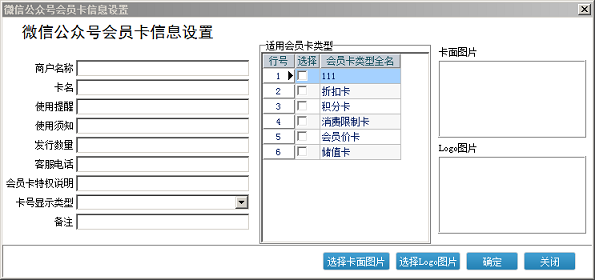 微信公众号会员卡信息设置
微信公众号会员卡信息设置
商户名称
卡名
使用提醒
使用须知
发行数量
客服电话
会员卡特权说明
卡号显示类型
备注
适用会员卡类型
行号 选择 会员卡类型全名
1 111
2 折扣卡
3 积分卡
4 消费限制卡
5 会员价卡
6 储值卡
卡面图片
Logo图片
选择卡面图片 选择Logo图片 确定 关闭